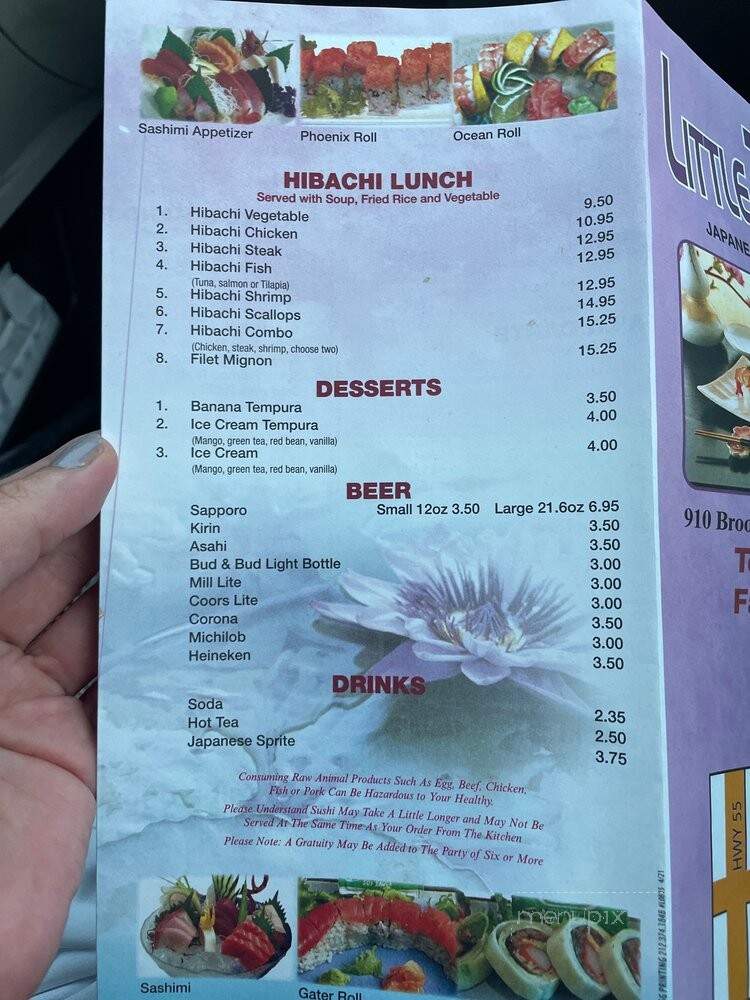 Sashimi Appetizer
Phoenix Roll
Ocean Roll
HIBACHI LUNCH
Served with Soup, Fried Rice and Vegetable
1. Hibachi Vegetable 9.50
2. Hibachi Chicken 10.95
3. Hibachi Steak 12.95
4. Hibachi Fish 12.95
(Tuna, salmon or Tilapia)
5. Hibachi Shrimp 12.95
6. Hibachi Scallops 14.95
7. Hibachi Combo 15.25
(Chicken, steak, shrimp, choose two)
8. Filet Mignon 15.25
DESSERTS
1. Banana Tempura 3.50
2. Ice Cream Tempura 4.00
(Mango, green tea, red bean, vanilla)
3. Ice Cream 4.00
(Mango, green tea, red bean, vanilla)
BEER
Sapporo Small 12oz 3.50 Large 21.6oz 6.95
Kirin 3.50
Asahi 3.50
Bud & Bud Light Bottle 3.00
Mill Lite 3.00
Coors Lite 3.00
Corona 3.50
Michilob 3.00
Heineken 3.50
DRINKS
Soda 2.35
Hot Tea 2.50
Japanese Sprite 3.75
Consuming Raw Animal Products Such As Egg, Beef, Chicken,
Fish or Pork Can Be Hazardous to Your Healthy.
Please Understand Sushi May Take A Little Longer and May Not Be
Served At The Same Time As Your Order From The Kitchen
Please Note: A Gratuity May Be Added to The Party of Six or More
Sashimi
Gater Roll
menupix
LITTLE
JAPANE
910 Broo
HWY 55
PRINTING 212.374.1848 4/21